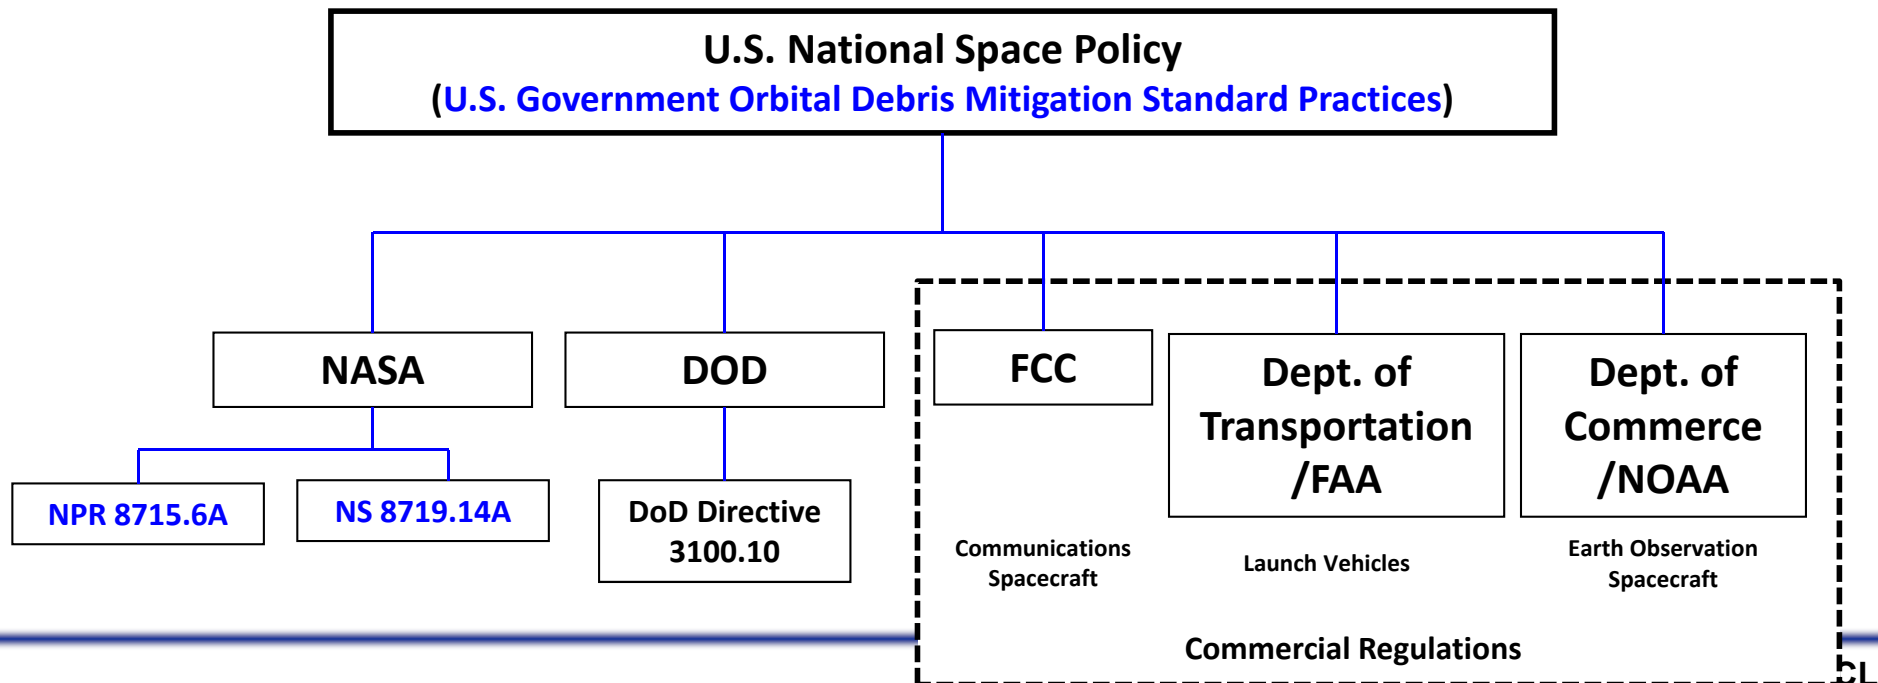 U.S. National Space Policy
(U.S. Government Orbital Debris Mitigation Standard Practices)
NASA
DOD
FCC
Dept. of
Transportation
/FAA
Dept. of
Commerce
/NOAA
NPR 8715.6A
NS 8719.14A
DoD Directive
3100.10
Communications
Spacecraft
Launch Vehicles
Earth Observation
Spacecraft
Commercial Regulations